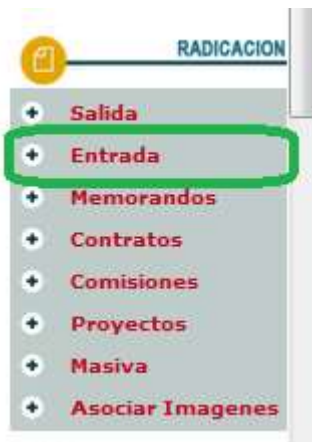 RADICACION
Salida
Entrada
Memorandos
Contratos
Comisiones
Proyectos
Masiva
Asociar Imagenes